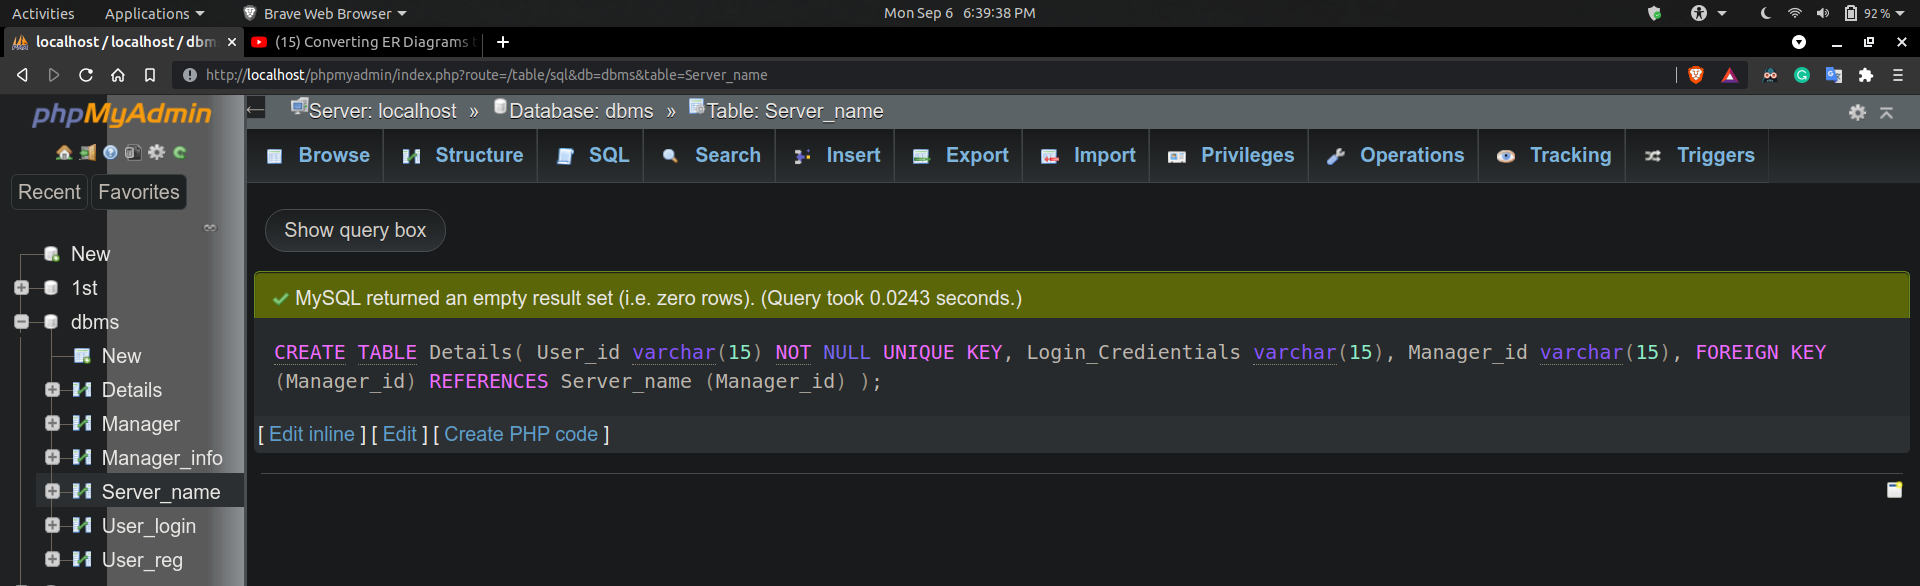 Activities Applications Brave Web Browser Mon Sep 6 6:39:38 PM 92 %
localhost / localhost / dbm (15) Converting ER Diagrams
http://localhost/phpmyadmin/index.php?route=/table/sql&db=dbms&table=Server_name
phpMyAdmin
Server: localhost » Database: dbms » Table: Server_name
Browse Structure SQL Search Insert Export Import Privileges Operations Tracking Triggers
Recent Favorites
Show query box
New
1st
dbms
New
Details
Manager
Manager_info
Server_name
User_login
User_reg
MySQL returned an empty result set (i.e. zero rows). (Query took 0.0243 seconds.)
CREATE TABLE Details( User_id varchar(15) NOT NULL UNIQUE KEY, Login_Credientials varchar(15), Manager_id varchar(15), FOREIGN KEY
(Manager_id) REFERENCES Server_name (Manager_id) );
[ Edit inline ] [ Edit ] [ Create PHP code ]